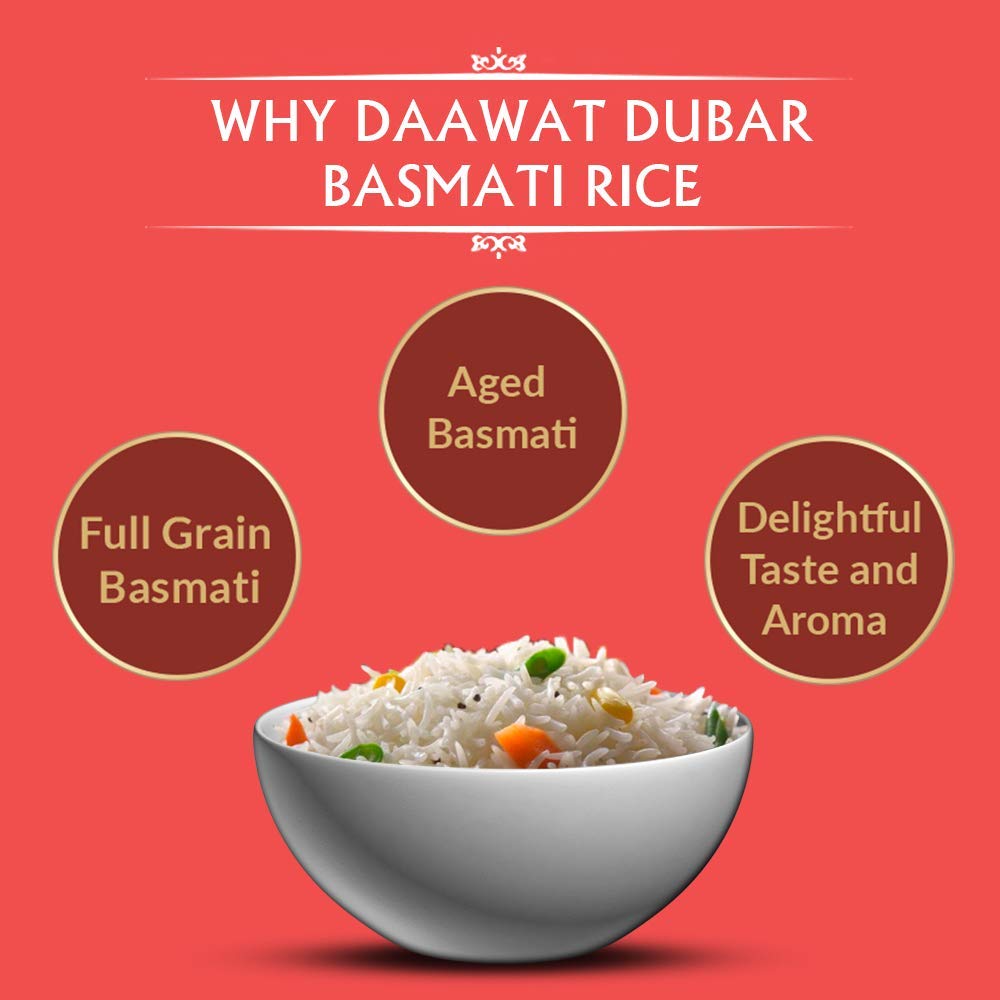 WHY DAAWAT DUBAR
BASMATI RICE
Aged
Basmati
Full Grain
Basmati
Delightful
Taste and
Aroma